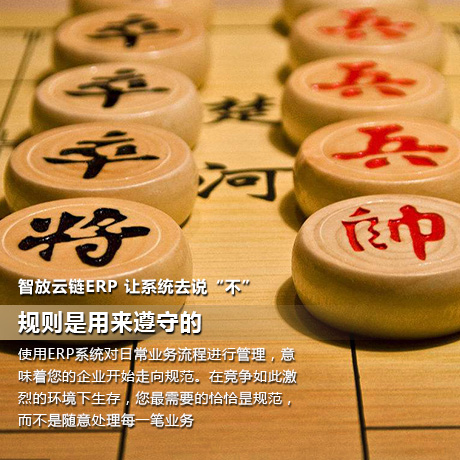 卒 兵
卒 楚 兵
卒 河 兵
将 帥
智放云链ERP 让系统去说“不”
规则是用来遵守的
使用ERP系统对日常业务流程进行管理，意
味着您的企业开始走向规范。在竞争如此激
烈的环境下生存，您最需要的恰恰是规范，
而不是随意处理每一笔业务